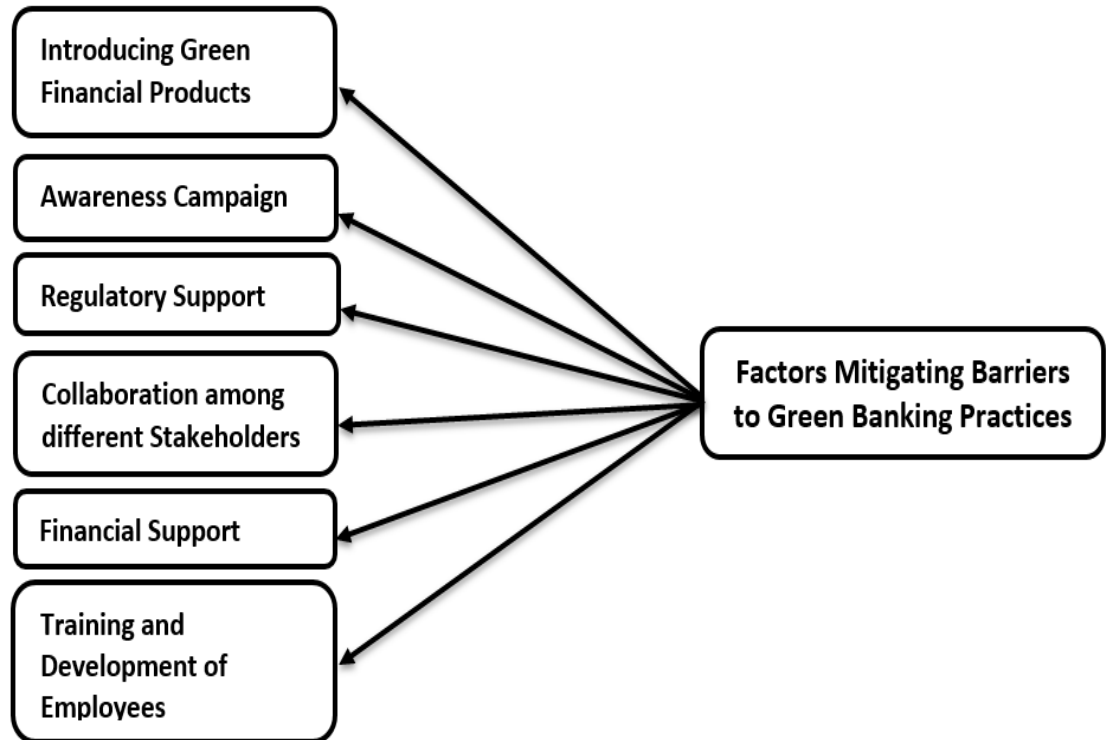 Introducing Green
Financial Products
Awareness Campaign
Regulatory Support
Collaboration among
different Stakeholders
Financial Support
Training and
Development of
Employees
Factors Mitigating Barriers
to Green Banking Practices